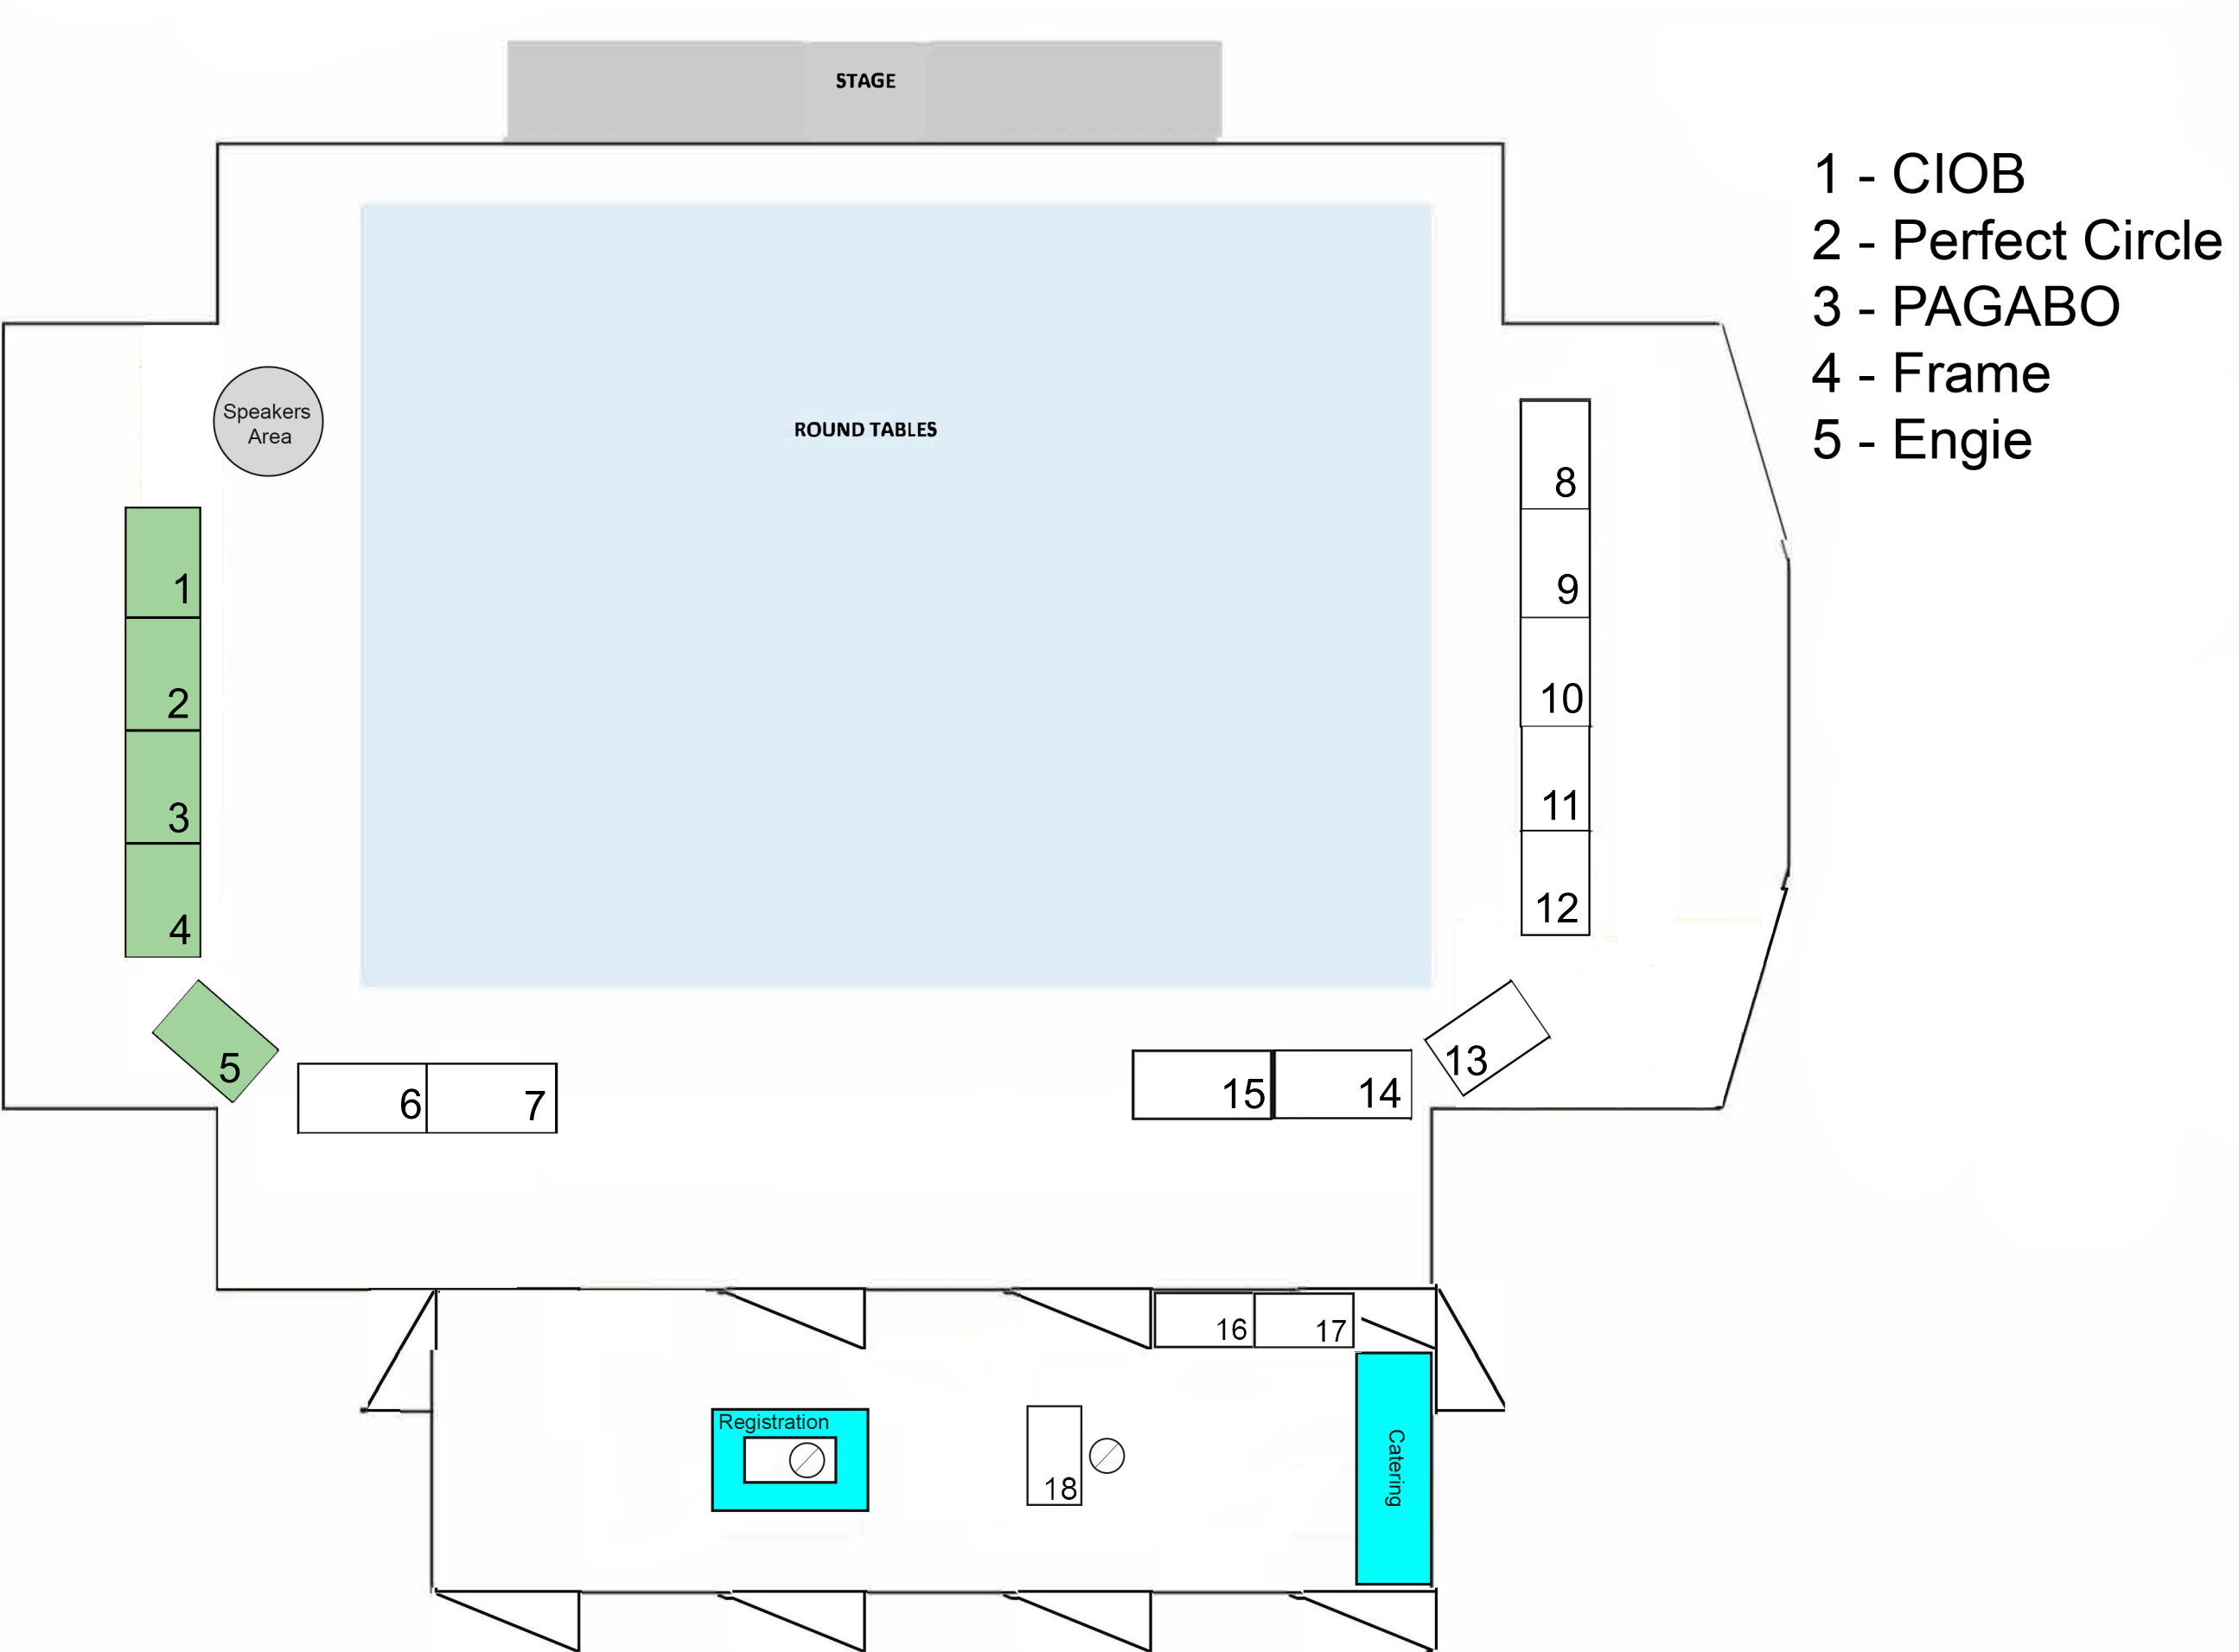 STAGE
1 - CIOB
2 - Perfect Circle
3 - PAGABO
4 - Frame
5 - Engie
Speakers
Area
ROUND TABLES
8
1
9
2
10
3
11
4
12
5
6
7
15
14
13
16
17
Registration
18
Catering